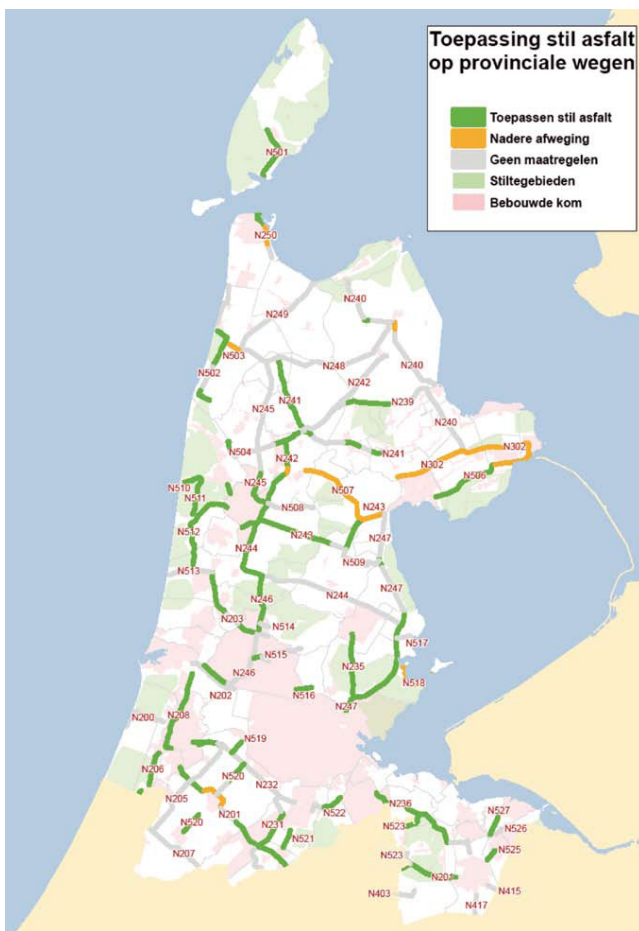 Toepassing stil asfalt
op provinciale wegen
Toepassen stil asfalt
Nadere afweging
Geen maatregelen
Stiltegebieden
Bebouwde kom
N501
N250
N240
N249
N503
N502
N248
N242
N240
N241
N239
N245
N240
N504
N241
N302
N242
N302
N245
N506
N510
N507
N511
N508
N243
N512
N243
N247
N244
N509
N513
N246
N244
N247
N203
N514
N517
N515
N235
N246
N518
N202
N516
N247
N200
N208
N519
N206
N520
N232
N205
N201
N236
N527
N522
N520
N231
N523
N526
N521
N525
N207
N523
N201
N403
N415
N417